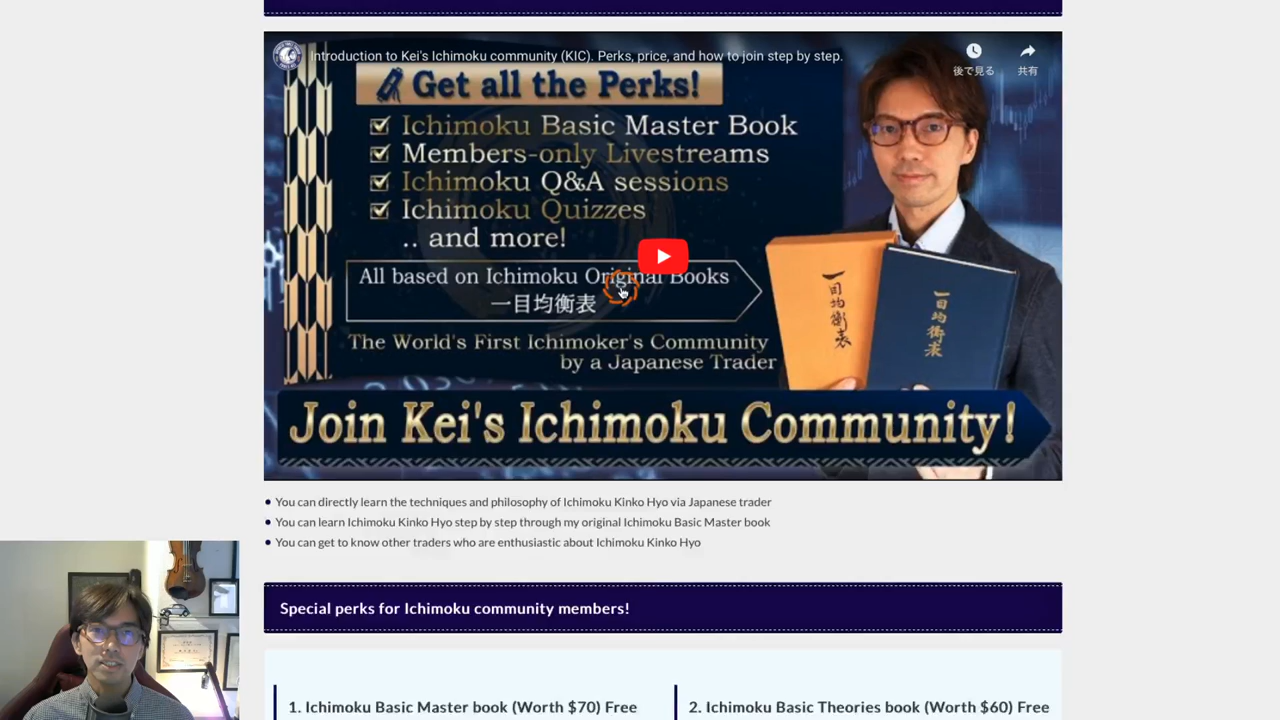 Introduction to Kei's Ichimoku community (KIC). Perks, price, and how to join step by step.
後で見る
共有
Get all the Perks!
Ichimoku Basic Master Book
Members-only Livestreams
Ichimoku Q&A sessions
Ichimoku Quizzes
.. and more!
All based on Ichimoku Original Books
一目均衡表
The World's First Ichimoker's Community
by a Japanese Trader
一目均衡表
一目均衡表
Join Kei's Ichimoku Community!
• You can directly learn the techniques and philosophy of Ichimoku Kinko Hyo via Japanese trader
• You can learn Ichimoku Kinko Hyo step by step through my original Ichimoku Basic Master book
• You can get to know other traders who are enthusiastic about Ichimoku Kinko Hyo
Special perks for Ichimoku community members!
1. Ichimoku Basic Master book (Worth $70) Free
2. Ichimoku Basic Theories book (Worth $60) Free